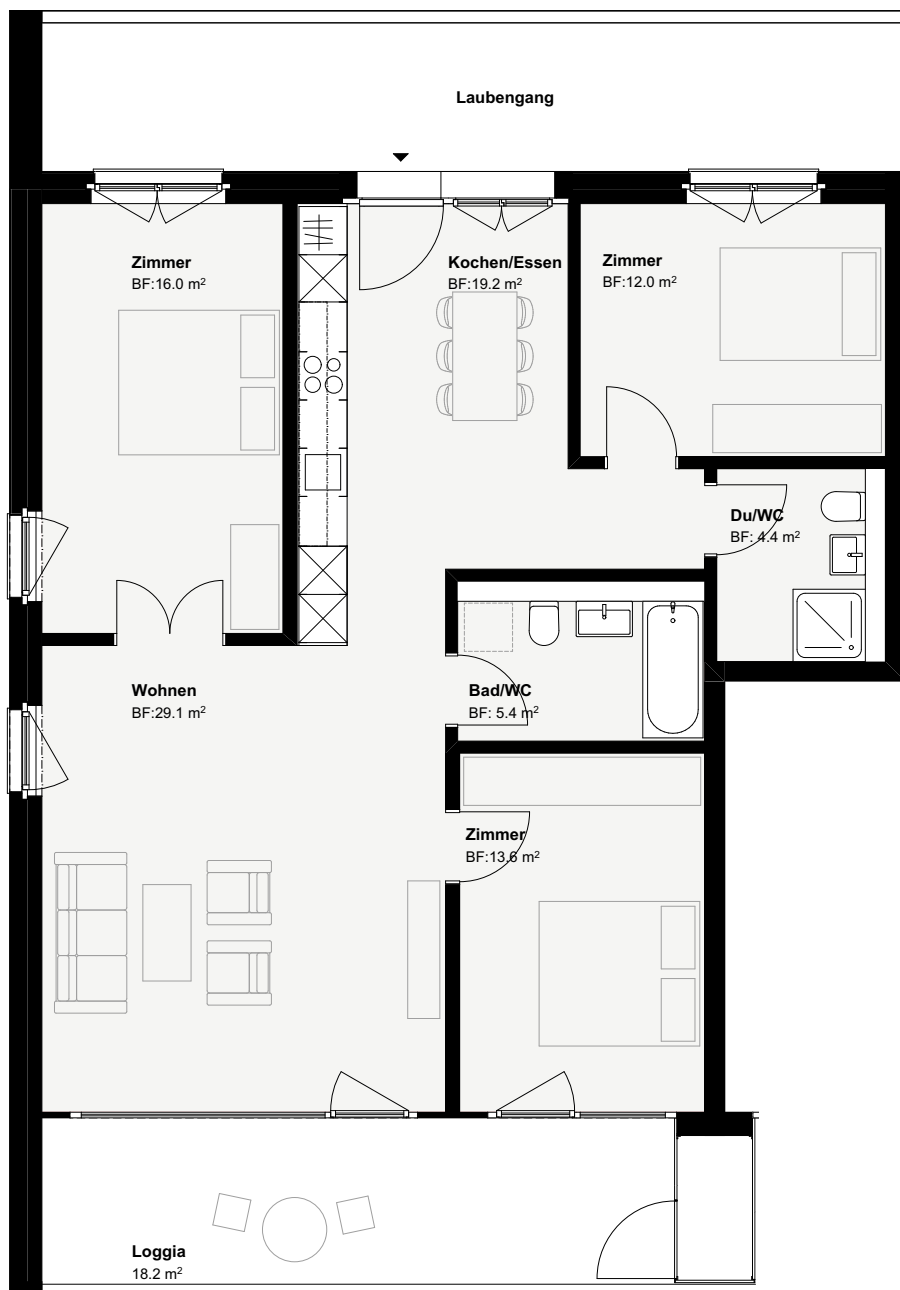 Laubengang
Zimmer
BF:16.0 m²
Kochen/Essen
BF:19.2 m²
Zimmer
BF:12.0 m²
Du/WC
BF: 4.4 m²
Wohnen
BF:29.1 m²
Bad/WC
BF: 5.4 m²
Zimmer
BF:13.6 m²
Loggia
18.2 m²